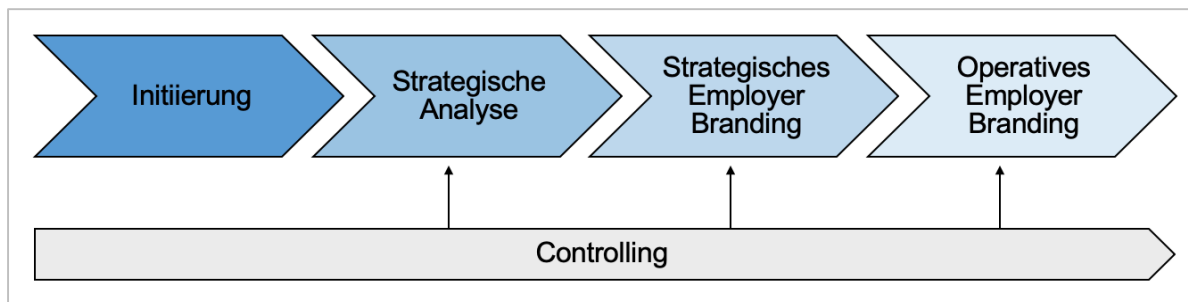 Initiierung
Strategische
Analyse
Strategisches
Employer
Branding
Operatives
Employer
Branding
Controlling